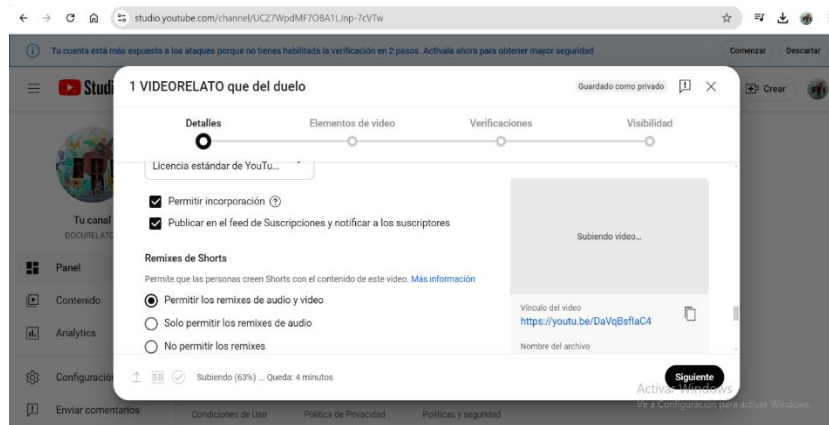 studio.youtube.com/channel/UCZ7WpdMF7OBA1LJnp-7cVTw
Tu cuenta está más expuesta a los ataques porque no tienes habilitada la verificación en 2 pasos. Actívala ahora para obtener mayor seguridad
Comenzar
Descartar
Studi
1 VIDEORELATO que del duelo
Guardado como privado
Crear
Detalles
Elementos de video
Verificaciones
Visibilidad
Licencia estándar de YouTu...
Permitir incorporación
Publicar en el feed de Suscripciones y notificar a los suscriptores
Subiendo video...
Tu canal
DOCURELATO
Remixes de Shorts
Permite que las personas creen Shorts con el contenido de este video. Más información
Panel
Permitir los remixes de audio y video
Contenido
Solo permitir los remixes de audio
Vínculo del video
https://youtu.be/DaVqBsflaC4
Analytics
No permitir los remixes
Nombre del archivo
Configuración
SD
Subiendo (63%) ... Queda: 4 minutos
Siguiente
Activar Windows
Ve a Configuración para activar Windows.
Enviar comentarios
Condiciones de Uso
Política de Privacidad
Políticas y seguridad